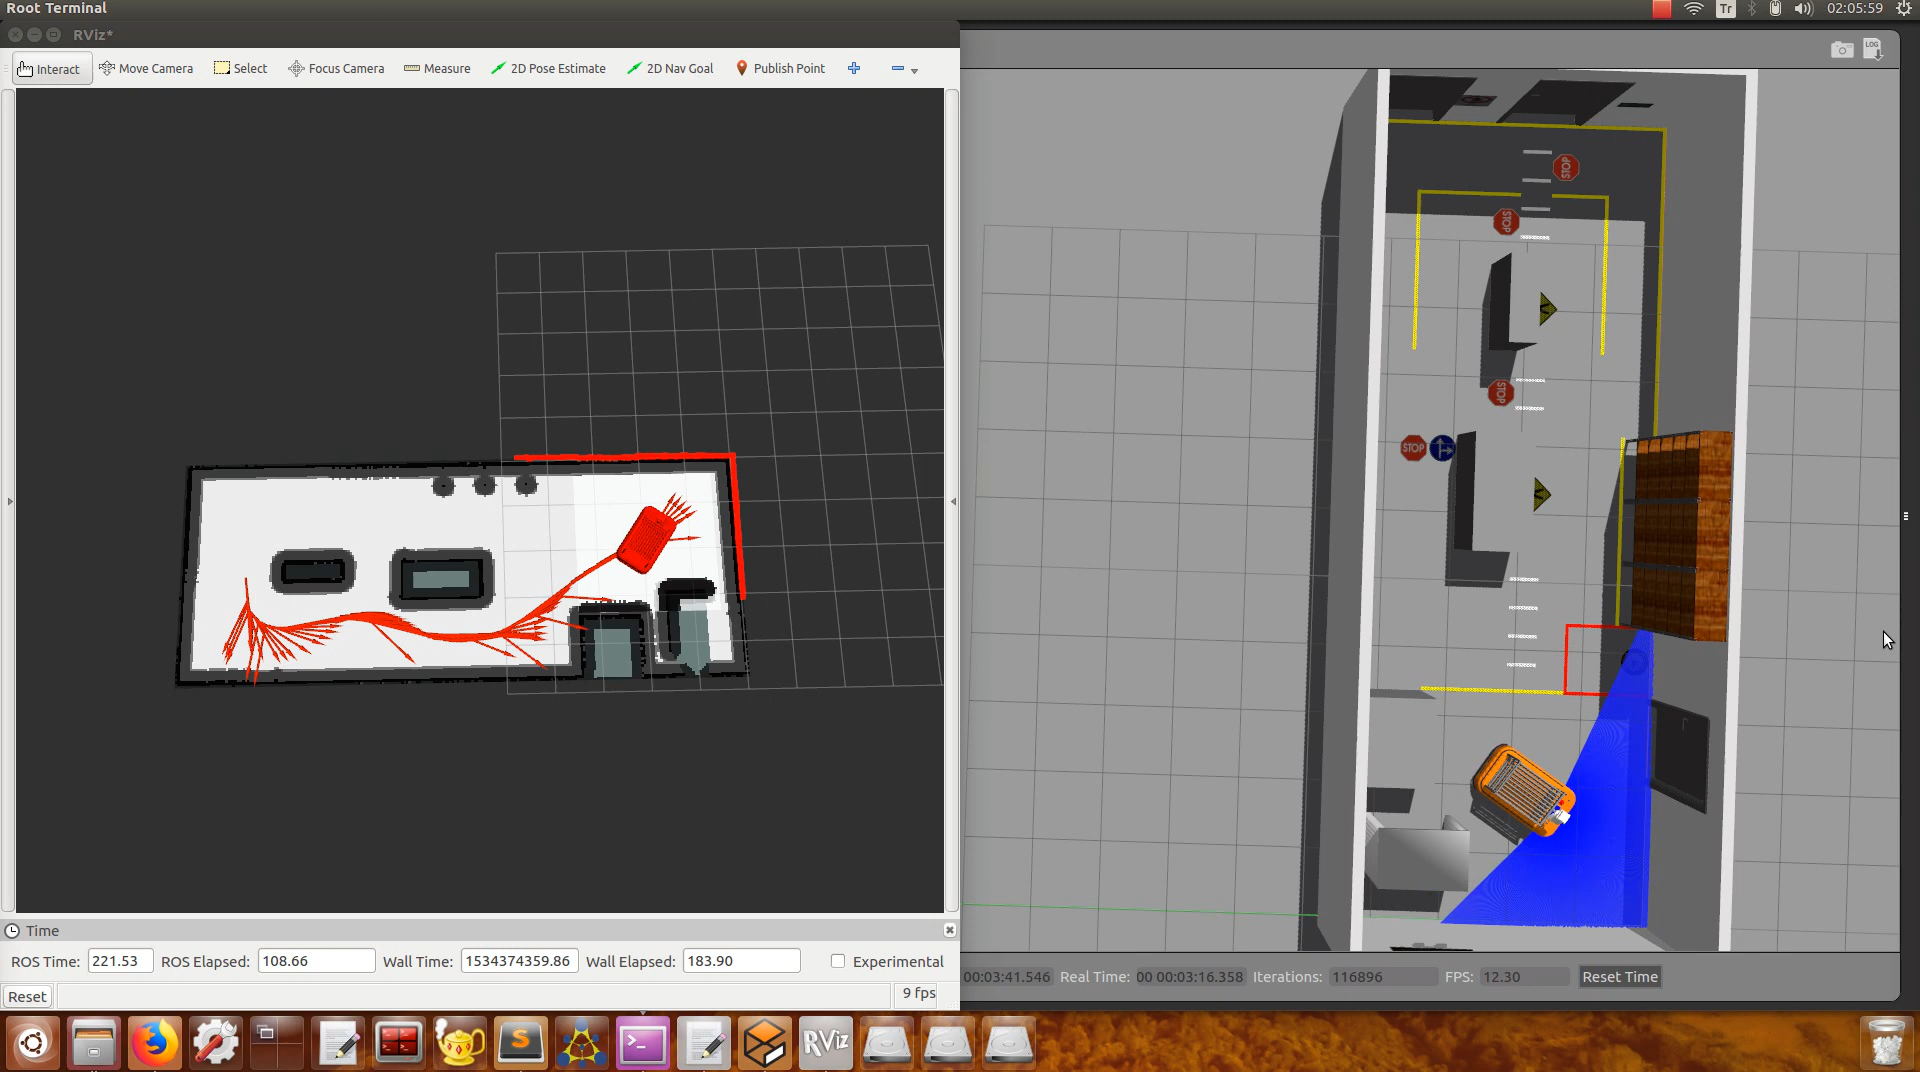 Root Terminal
Tr
02:05:59
RViz*
Interact
Move Camera
Select
Focus Camera
Measure
2D Pose Estimate
2D Nav Goal
Publish Point
LOG
STOP
STOP
STOP
STOP
Time
ROS Time: 221.53
ROS Elapsed: 108.66
Wall Time: 1534374359.86
Wall Elapsed: 183.90
Experimental
Reset
9 fps
00:03:41.546
Real Time: 00 00:03:16.358
Iterations: 116896
FPS: 12.30
Reset Time
RViz